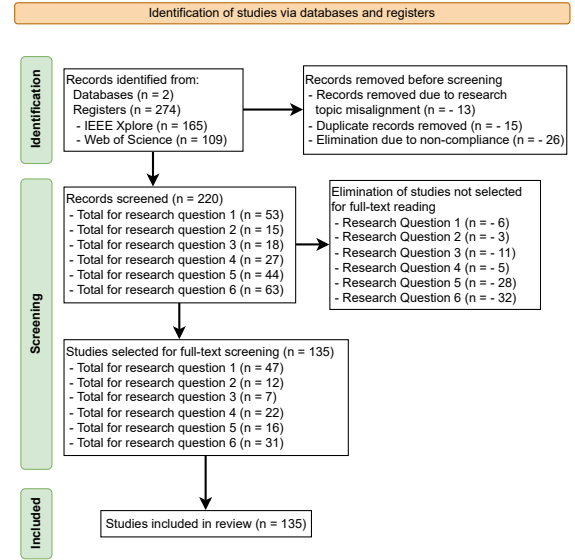 Identification of studies via databases and registers
Identification
Records identified from:
Databases (n = 2)
Registers (n = 274)
- IEEE Xplore (n = 165)
- Web of Science (n = 109)
Records removed before screening
- Records removed due to research
topic misalignment (n = - 13)
- Duplicate records removed (n = - 15)
- Elimination due to non-compliance (n = - 26)
Screening
Records screened (n = 220)
- Total for research question 1 (n = 53)
- Total for research question 2 (n = 15)
- Total for research question 3 (n = 18)
- Total for research question 4 (n = 27)
- Total for research question 5 (n = 44)
- Total for research question 6 (n = 63)
Elimination of studies not selected
for full-text reading
- Research Question 1 (n = - 6)
- Research Question 2 (n = - 3)
- Research Question 3 (n = - 11)
- Research Question 4 (n = - 5)
- Research Question 5 (n = - 28)
- Research Question 6 (n = - 32)
Studies selected for full-text screening (n = 135)
- Total for research question 1 (n = 47)
- Total for research question 2 (n = 12)
- Total for research question 3 (n = 7)
- Total for research question 4 (n = 22)
- Total for research question 5 (n = 16)
- Total for research question 6 (n = 31)
Included
Studies included in review (n = 135)